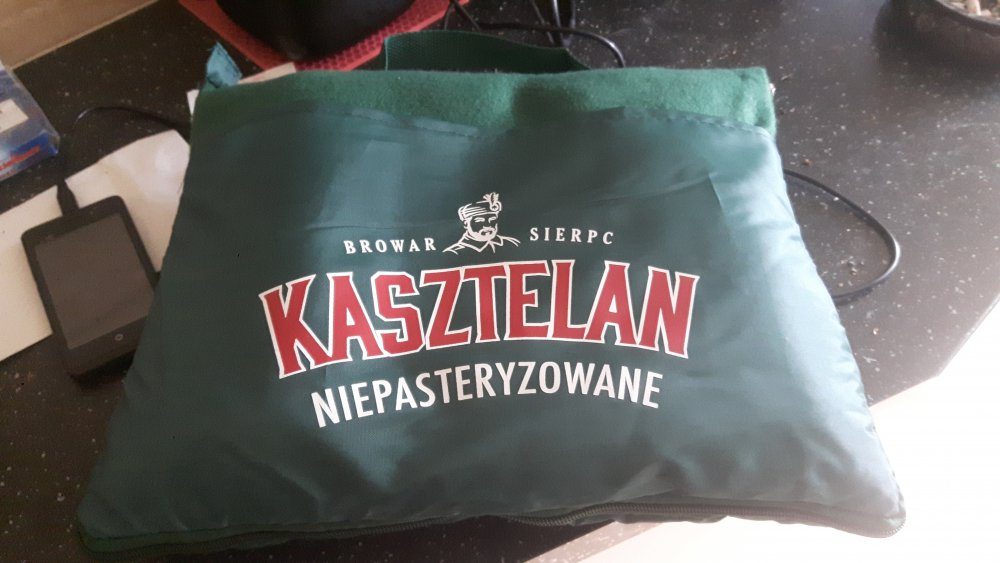 BROWAR SIERPC
KASZTELAN
NIEPASTERYZOWANE